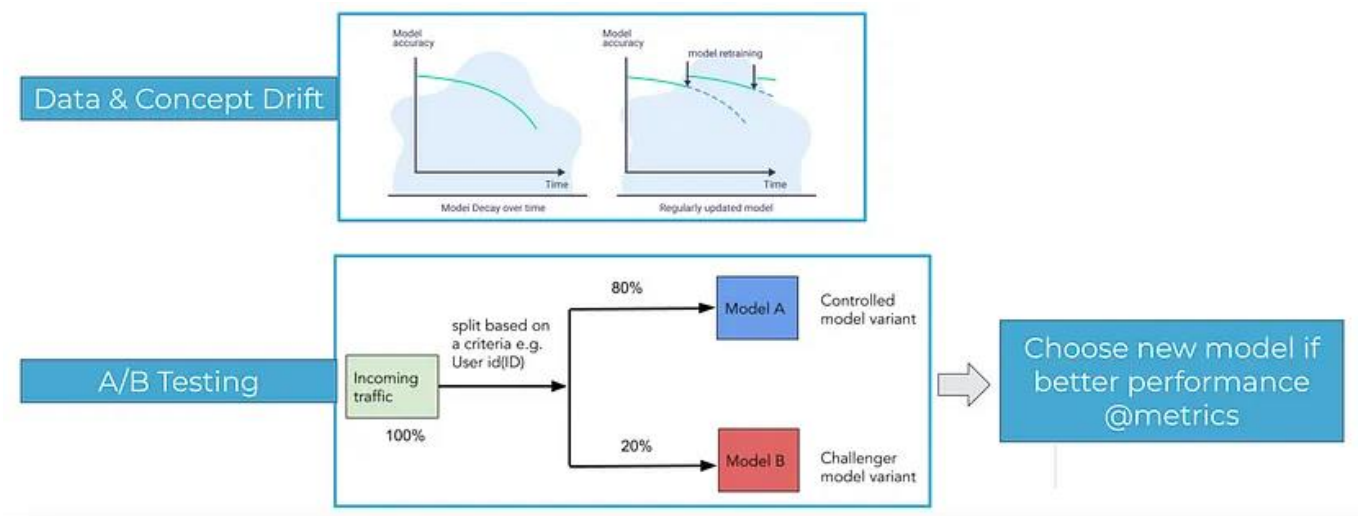 Data & Concept Drift
Model
accuracy
Time
Model Decay over time
Model
accuracy
model retraining
Time
Regularly updated model
A/B Testing
Incoming
traffic
100%
split based on
a criteria e.g.
User id(ID)
80%
Model A
Controlled
model variant
20%
Model B
Challenger
model variant
Choose new model if
better performance
@metrics